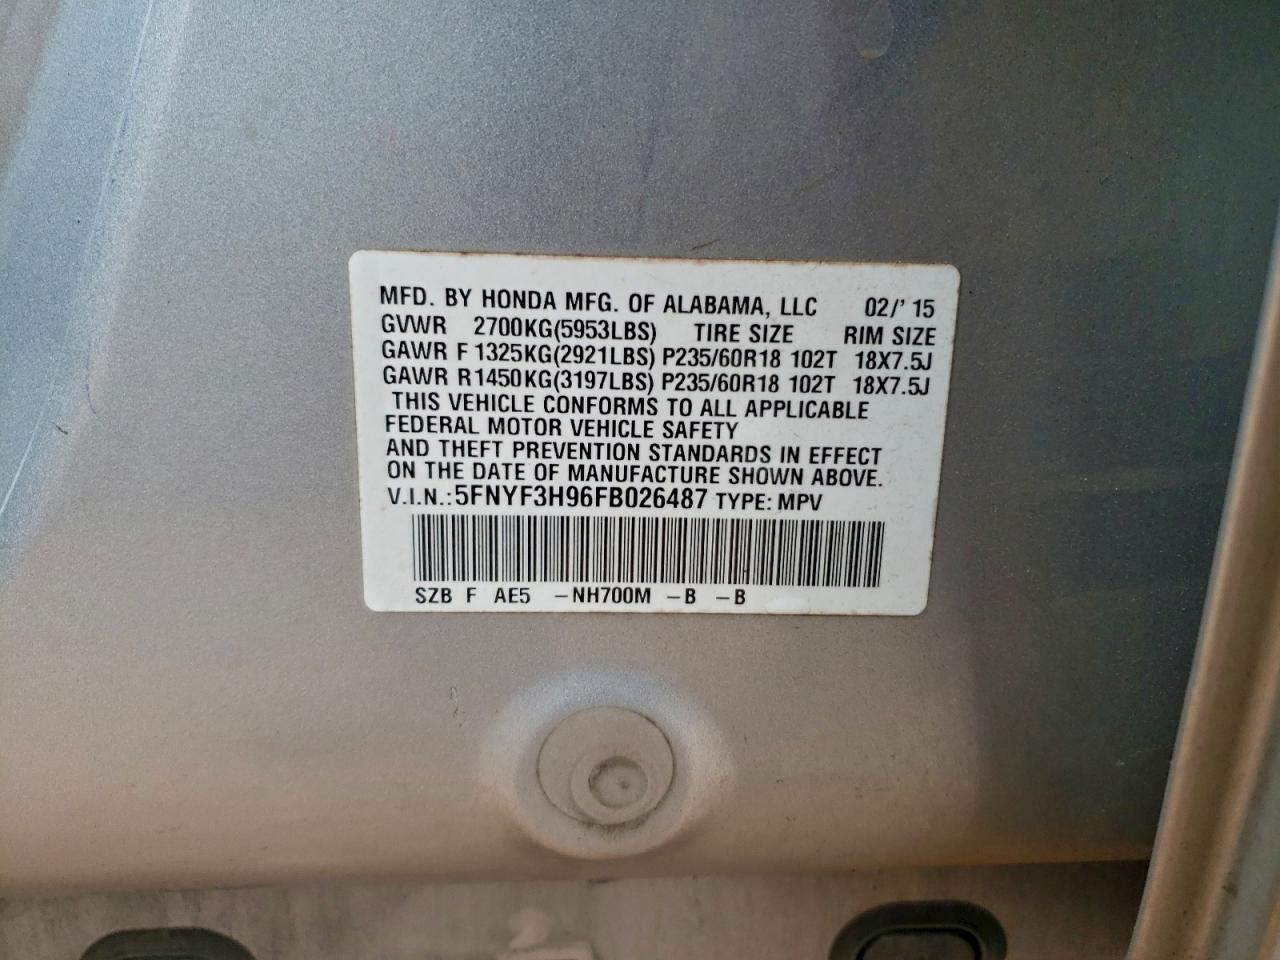 MFD. BY HONDA MFG. OF ALABAMA, LLC 02/' 15
GVWR 2700KG(5953LBS) TIRE SIZE RIM SIZE
GAWR F 1325KG(2921LBS) P235/60R18 102T 18X7.5J
GAWR R1450KG(3197LBS) P235/60R18 102T 18X7.5J
THIS VEHICLE CONFORMS TO ALL APPLICABLE
FEDERAL MOTOR VEHICLE SAFETY
AND THEFT PREVENTION STANDARDS IN EFFECT
ON THE DATE OF MANUFACTURE SHOWN ABOVE.
V.I.N.: 5FNYF3H96FB026487 TYPE: MPV
SZB F AE5 -NH700M -B -B